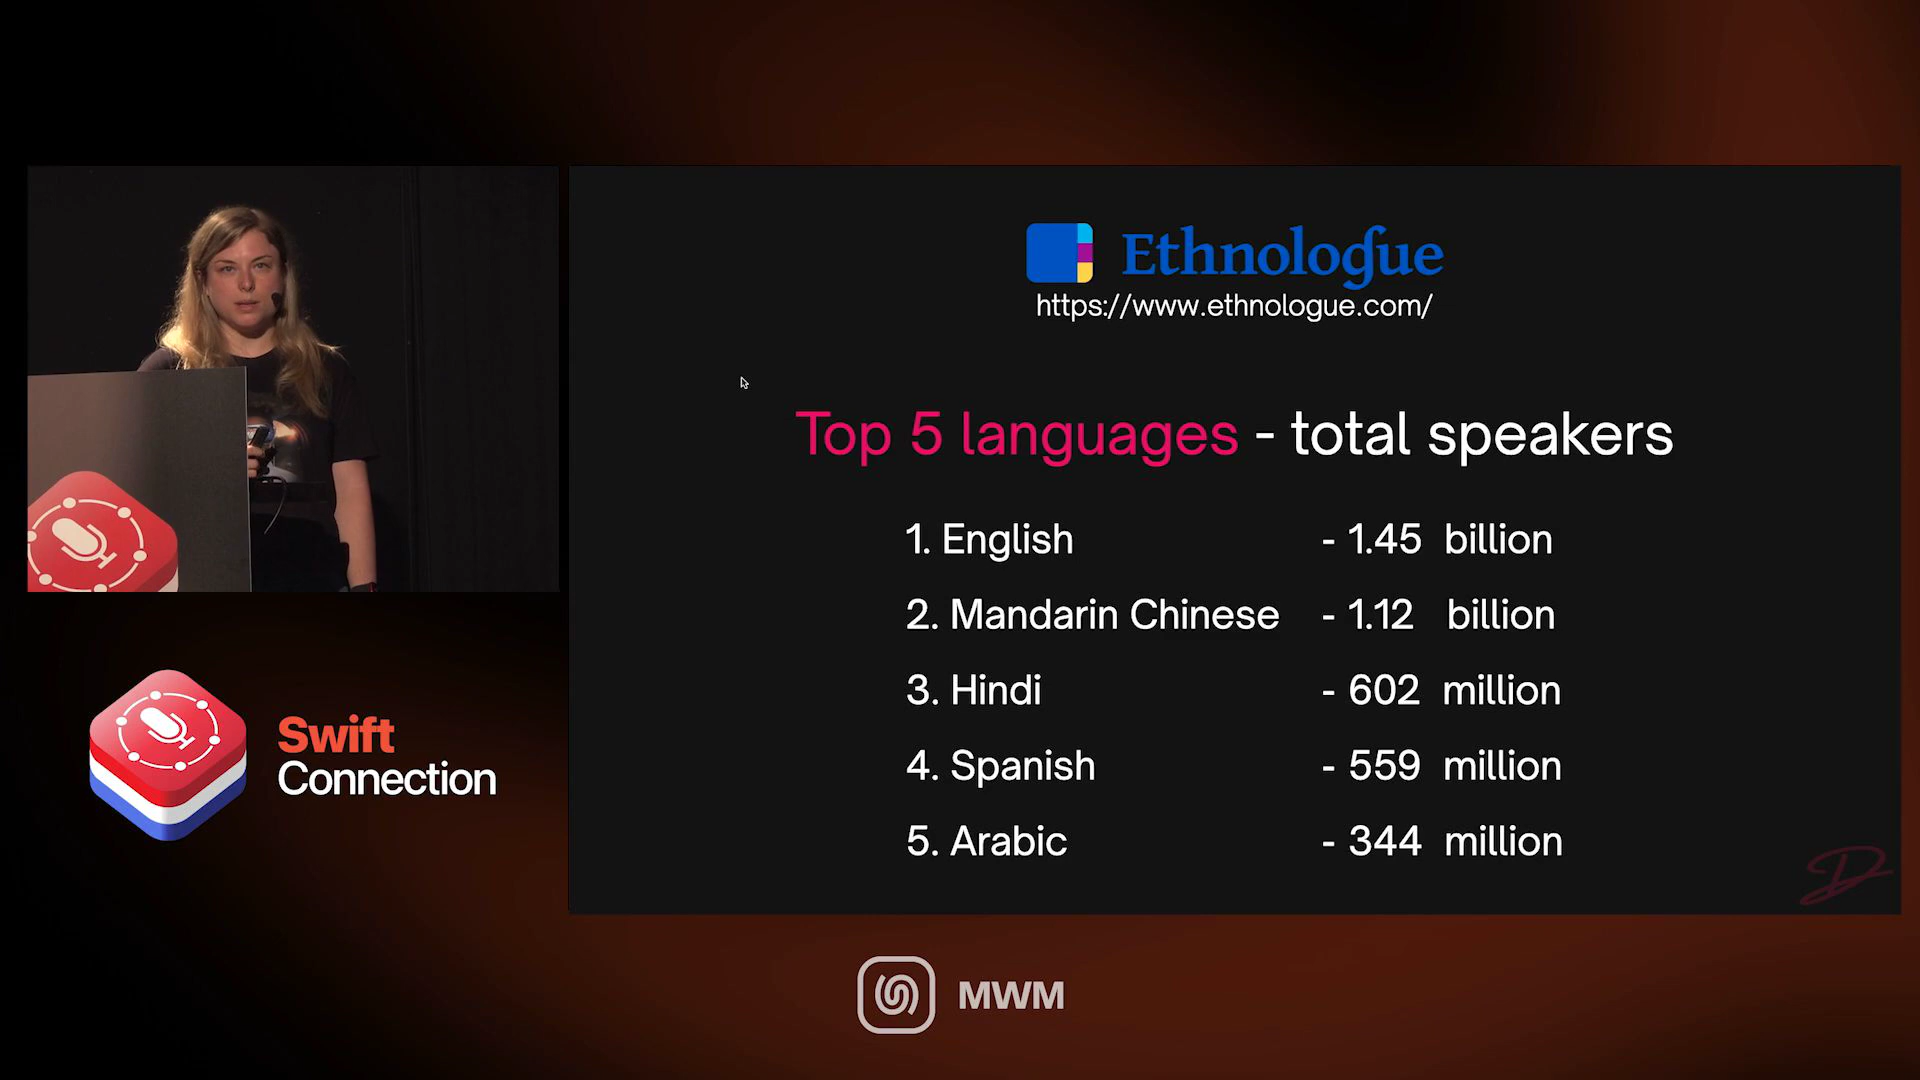 Ethnologue
https://www.ethnologue.com/
Top 5 languages - total speakers
1. English - 1.45 billion
2. Mandarin Chinese - 1.12 billion
3. Hindi - 602 million
4. Spanish - 559 million
5. Arabic - 344 million
Swift
Connection
MWM